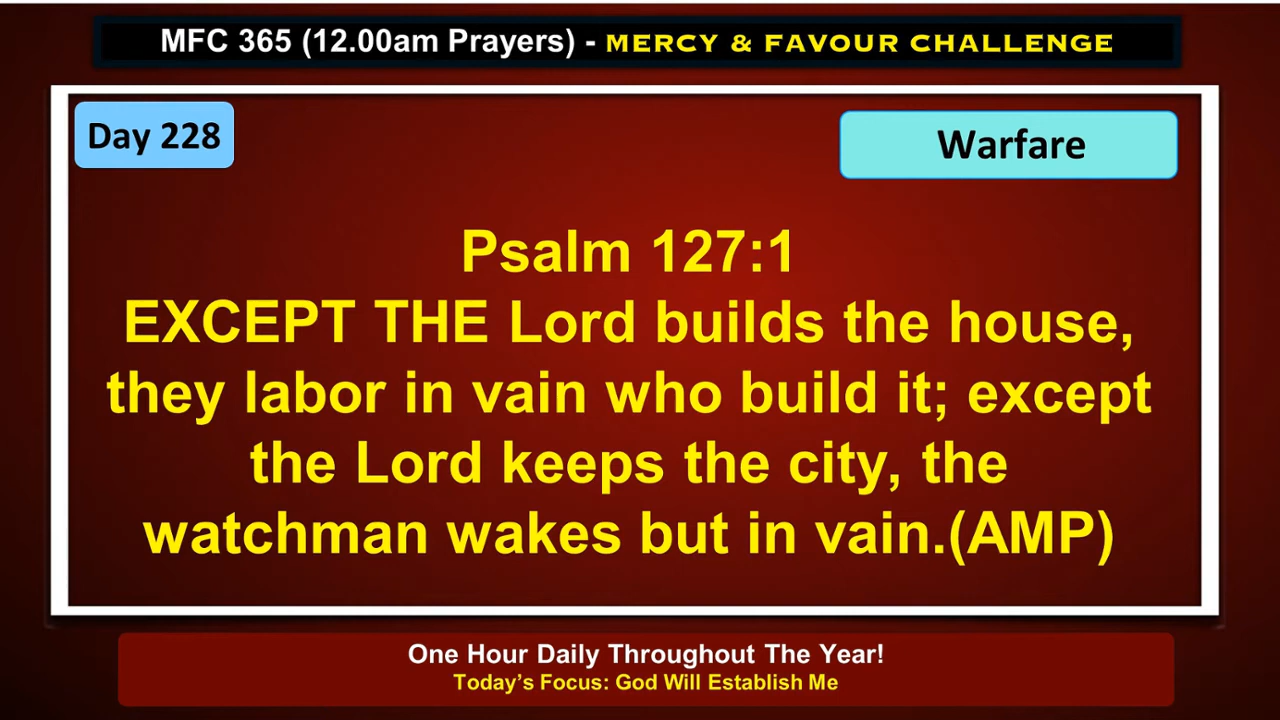 MFC 365 (12.00am Prayers) - MERCY & FAVOUR CHALLENGE
Day 228
Warfare
Psalm 127:1
EXCEPT THE Lord builds the house,
they labor in vain who build it; except
the Lord keeps the city, the
watchman wakes but in vain.(AMP)
One Hour Daily Throughout The Year!
Today's Focus: God Will Establish Me